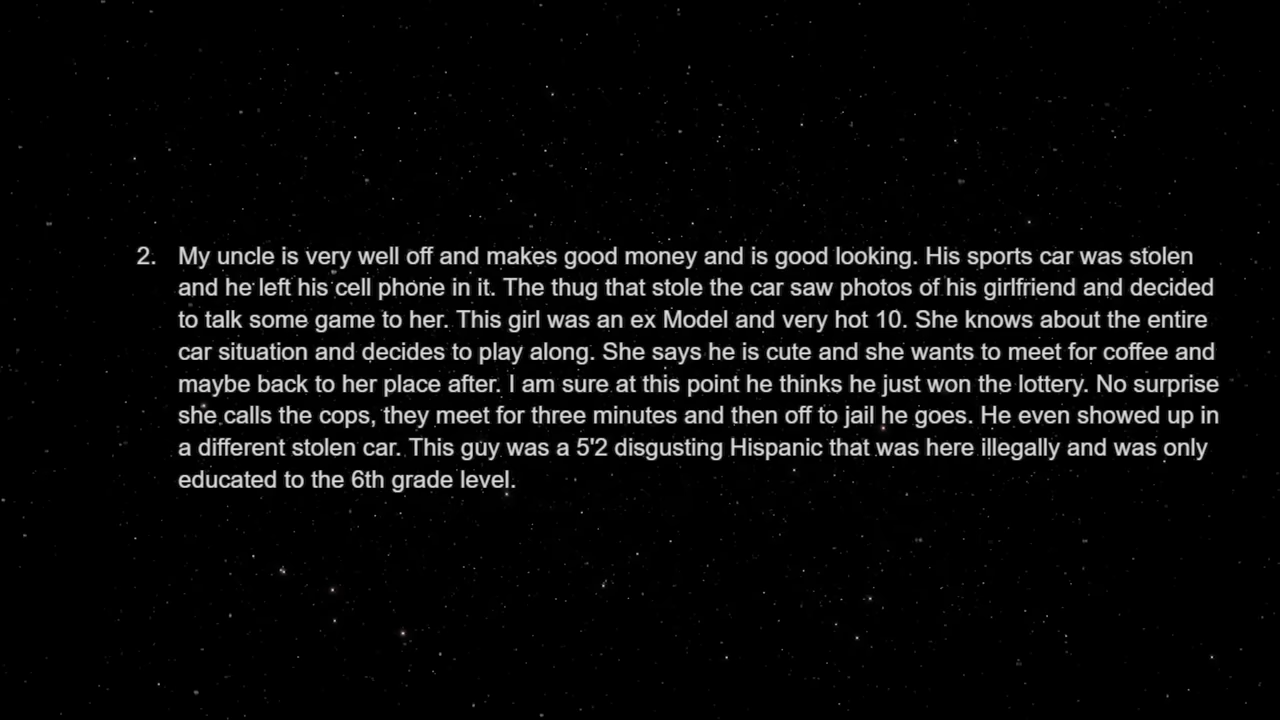 2. My uncle is very well off and makes good money and is good looking. His sports car was stolen
and he left his cell phone in it. The thug that stole the car saw photos of his girlfriend and decided
to talk some game to her. This girl was an ex Model and very hot 10. She knows about the entire
car situation and decides to play along. She says he is cute and she wants to meet for coffee and
maybe back to her place after. I am sure at this point he thinks he just won the lottery. No surprise
she calls the cops, they meet for three minutes and then off to jail he goes. He even showed up in
a different stolen car. This guy was a 5'2 disgusting Hispanic that was here illegally and was only
educated to the 6th grade level.